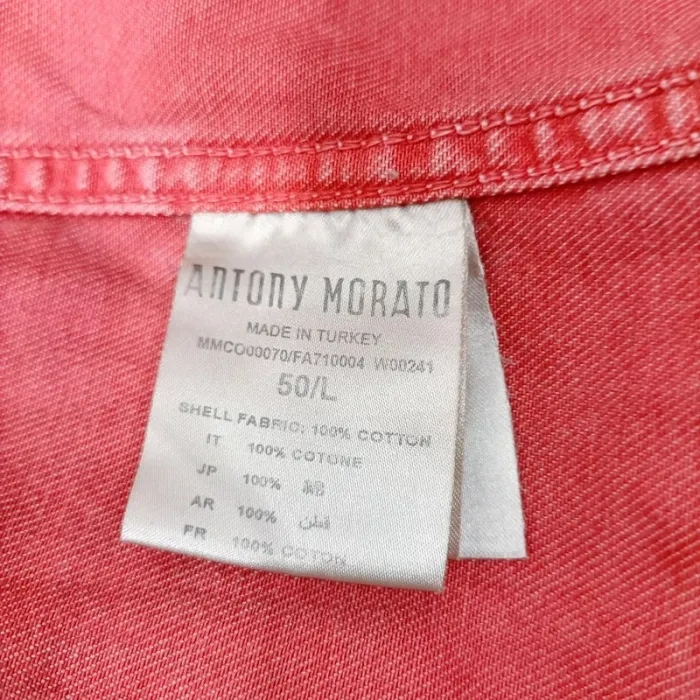 ANTONY MORATO
MADE IN TURKEY
MMCO00070/FA710004 W00241
50/L
SHELL FABRIC: 100% COTTON
IT 100% COTONE
JP 100% 綿
AR 100% قطن
FR 100% COTON